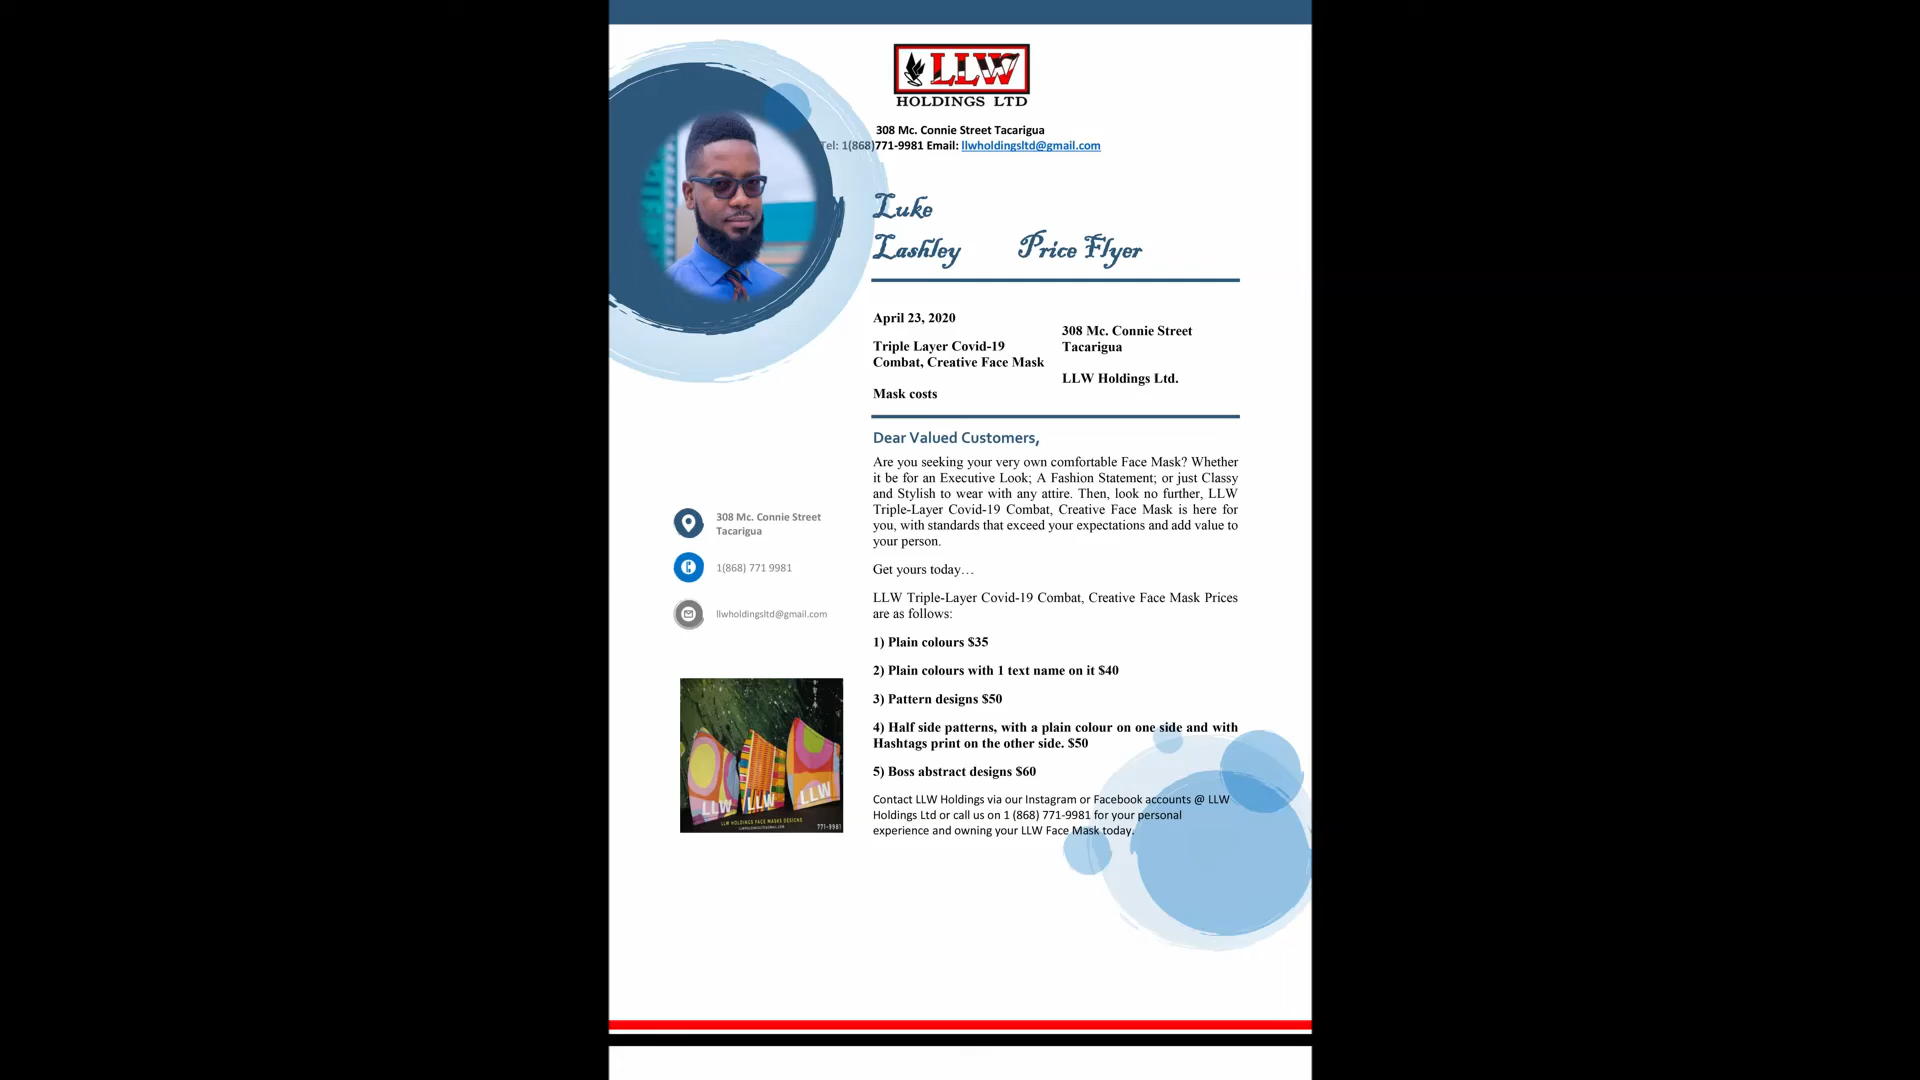 LLW
HOLDINGS LTD
308 Mc. Connie Street Tacarigua
Tel: 1(868)771-9981 Email: llwholdingsltd@gmail.com
Luke
Lashley Price Flyer
April 23, 2020
Triple Layer Covid-19
Combat, Creative Face Mask
Mask costs
308 Mc. Connie Street
Tacarigua
LLW Holdings Ltd.
Dear Valued Customers,
Are you seeking your very own comfortable Face Mask? Whether
it be for an Executive Look; A Fashion Statement; or just Classy
and Stylish to wear with any attire. Then, look no further, LLW
Triple-Layer Covid-19 Combat, Creative Face Mask is here for
you, with standards that exceed your expectations and add value to
your person.
Get yours today…
LLW Triple-Layer Covid-19 Combat, Creative Face Mask Prices
are as follows:
1) Plain colours $35
2) Plain colours with 1 text name on it $40
3) Pattern designs $50
4) Half side patterns, with a plain colour on one side and with
Hashtags print on the other side. $50
5) Boss abstract designs $60
Contact LLW Holdings via our Instagram or Facebook accounts @ LLW
Holdings Ltd or call us on 1 (868) 771-9981 for your personal
experience and owning your LLW Face Mask today.
308 Mc. Connie Street
Tacarigua
1(868) 771 9981
llwholdingsltd@gmail.com
LLW LLW LLW
LLW HOLDINGS FACE MASKS DESIGNS
771-9981